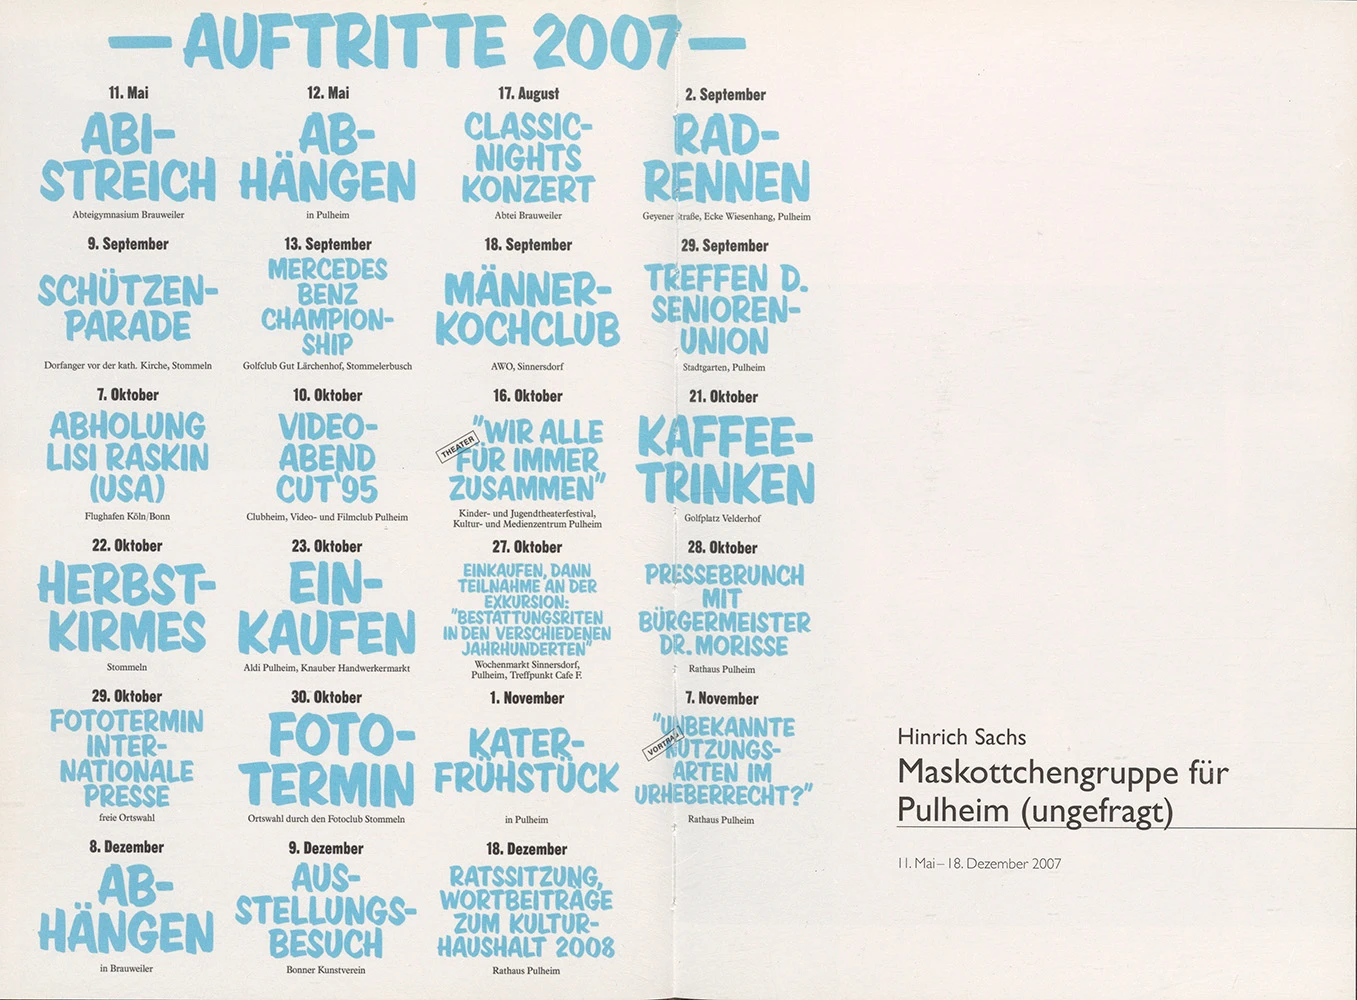 — AUFTRITTE 2007 —
11. Mai
ABI-
STREICH
Abteigymnasium Brauweiler
12. Mai
AB-
HÄNGEN
in Pulheim
17. August
CLASSIC-
NIGHTS
KONZERT
Abtei Brauweiler
2. September
RAD-
RENNEN
Geyener Straße, Ecke Wiesenhang, Pulheim
9. September
SCHÜTZEN-
PARADE
Dorfanger vor der kath. Kirche, Stommeln
13. September
MERCEDES
BENZ
CHAMPION-
SHIP
Golfclub Gut Lärchenhof, Stommelerbusch
18. September
MÄNNER-
KOCHCLUB
AWO, Sinnersdorf
29. September
TREFFEN D.
SENIOREN-
UNION
Stadtgarten, Pulheim
7. Oktober
ABHOLUNG
LISI RASKIN
(USA)
Flughafen Köln/Bonn
10. Oktober
VIDEO-
ABEND
CUT'95
Clubheim, Video- und Filmclub Pulheim
16. Oktober
THEATER
"WIR ALLE
FÜR IMMER
ZUSAMMEN"
Kinder- und Jugendtheaterfestival,
Kultur- und Medienzentrum Pulheim
21. Oktober
KAFFEE-
TRINKEN
Golfplatz Velderhof
22. Oktober
HERBST-
KIRMES
Stommeln
23. Oktober
EIN-
KAUFEN
Aldi Pulheim, Knauber Handwerkermarkt
27. Oktober
EINKAUFEN, DANN
TEILNAHME AN DER
EXKURSION:
"BESTATTUNGSRITEN
IN DEN VERSCHIEDENEN
JAHRHUNDERTEN"
Wochenmarkt Sinnersdorf,
Pulheim, Treffpunkt Cafe F.
28. Oktober
PRESSEBRUNCH
MIT
BÜRGERMEISTER
DR. MORISSE
Rathaus Pulheim
29. Oktober
FOTOTERMIN
INTER-
NATIONALE
PRESSE
freie Ortswahl
30. Oktober
FOTO-
TERMIN
Ortswahl durch den Fotoclub Stommeln
1. November
KATER-
FRÜHSTÜCK
in Pulheim
7. November
VORTRAG
"UNBEKANNTE
NUTZUNGS-
ARTEN IM
URHEBERRECHT?"
Rathaus Pulheim
8. Dezember
AB-
HÄNGEN
in Brauweiler
9. Dezember
AUS-
STELLUNGS-
BESUCH
Bonner Kunstverein
18. Dezember
RATSSITZUNG,
WORTBEITRÄGE
ZUM KULTUR-
HAUSHALT 2008
Rathaus Pulheim
Hinrich Sachs
Maskottchengruppe für
Pulheim (ungefragt)
11. Mai – 18. Dezember 2007